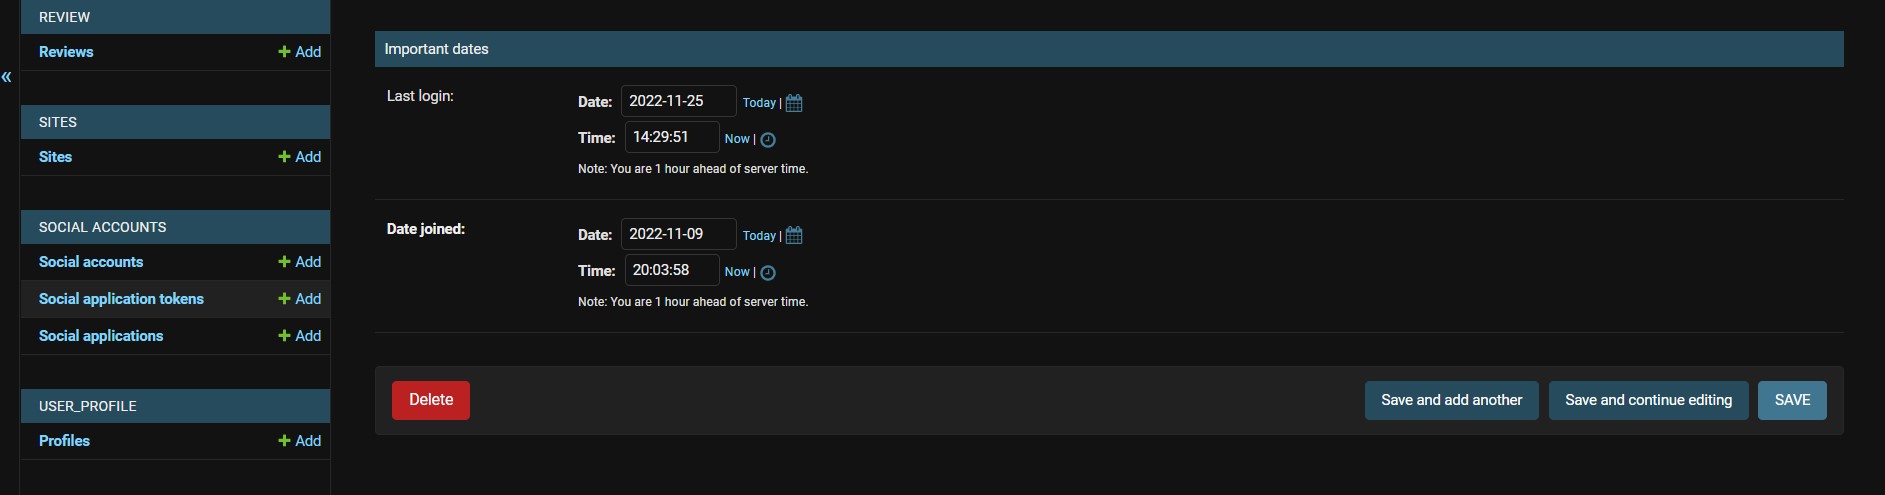 REVIEW
Reviews + Add
«
SITES
Sites + Add
SOCIAL ACCOUNTS
Social accounts + Add
Social application tokens + Add
Social applications + Add
USER_PROFILE
Profiles + Add
Important dates
Last login:
Date: 2022-11-25 Today |
Time: 14:29:51 Now |
Note: You are 1 hour ahead of server time.
Date joined:
Date: 2022-11-09 Today |
Time: 20:03:58 Now |
Note: You are 1 hour ahead of server time.
Delete Save and add another Save and continue editing SAVE